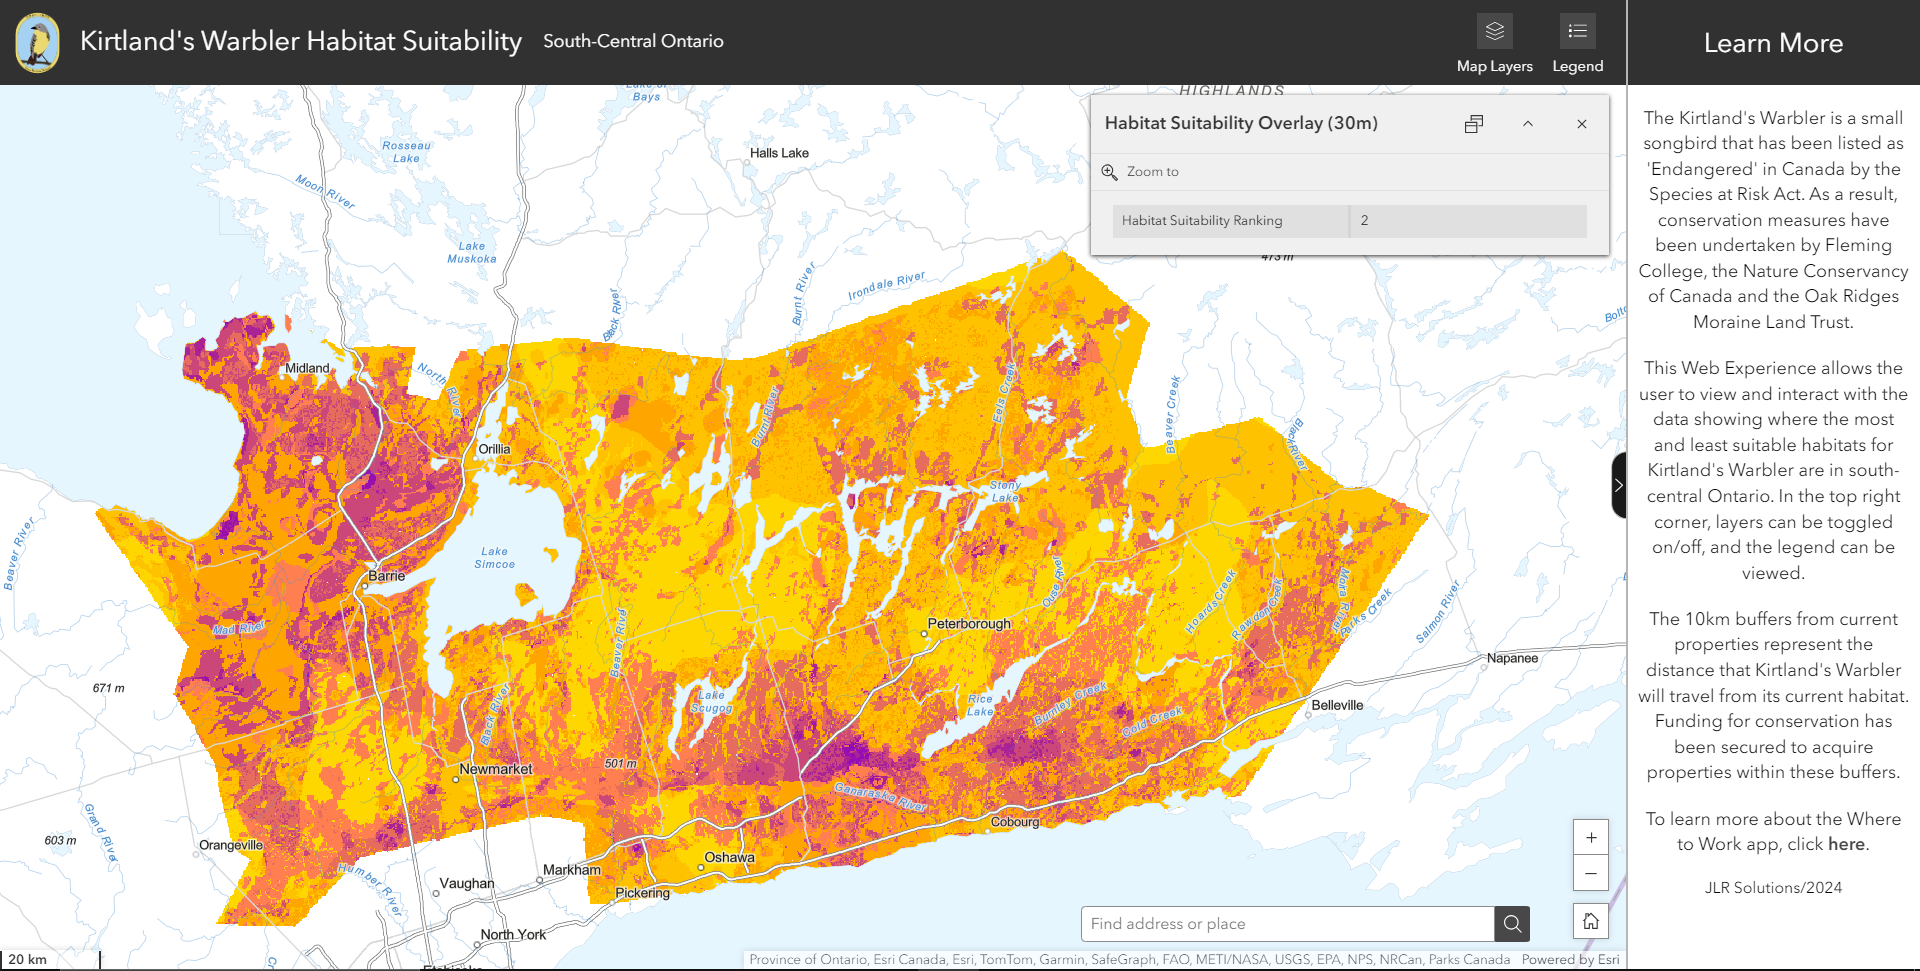 Kirtland's Warbler Habitat Suitability
South-Central Ontario
Map Layers
Legend
Learn More
Lake of
Bays
HIGHLANDS
Rosseau
Lake
Moon River
Lake
Muskoka
Halls Lake
Burnt River
Irondale River
Black River
473 m
Habitat Suitability Overlay (30m)
Zoom to
Habitat Suitability Ranking
2
Midland
North River
Orillia
Burnt River
Eels Creek
Beaver Creek
Black River
Stony
Lake
Beaver River
Lake
Simcoe
Barrie
Mad River
Beaver River
Peterborough
Ouse River
Hoards Creek
Rawdon Creek
Moira River
Parks Creek
Salmon River
Napanee
671 m
Black River
Lake
Scugog
Rice
Lake
Burnley Creek
Cold Creek
Belleville
501 m
Newmarket
Ganaraska River
Cobourg
Grand River
603 m
Orangeville
Humber River
Vaughan
Markham
Oshawa
Pickering
North York
20 km
Find address or place
Province of Ontario, Esri Canada, Esri, TomTom, Garmin, SafeGraph, FAO, METI/NASA, USGS, EPA, NPS, NRCan, Parks Canada
Powered by Esri
The Kirtland's Warbler is a small
songbird that has been listed as
'Endangered' in Canada by the
Species at Risk Act. As a result,
conservation measures have
been undertaken by Fleming
College, the Nature Conservancy
of Canada and the Oak Ridges
Moraine Land Trust.
This Web Experience allows the
user to view and interact with the
data showing where the most
and least suitable habitats for
Kirtland's Warbler are in south-
central Ontario. In the top right
corner, layers can be toggled
on/off, and the legend can be
viewed.
The 10km buffers from current
properties represent the
distance that Kirtland's Warbler
will travel from its current habitat.
Funding for conservation has
been secured to acquire
properties within these buffers.
To learn more about the Where
to Work app, click here.
JLR Solutions/2024